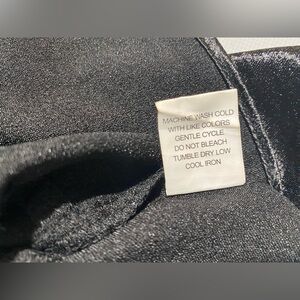 MACHINE WASH COLD
WITH LIKE COLORS
GENTLE CYCLE
DO NOT BLEACH
TUMBLE DRY LOW
COOL IRON